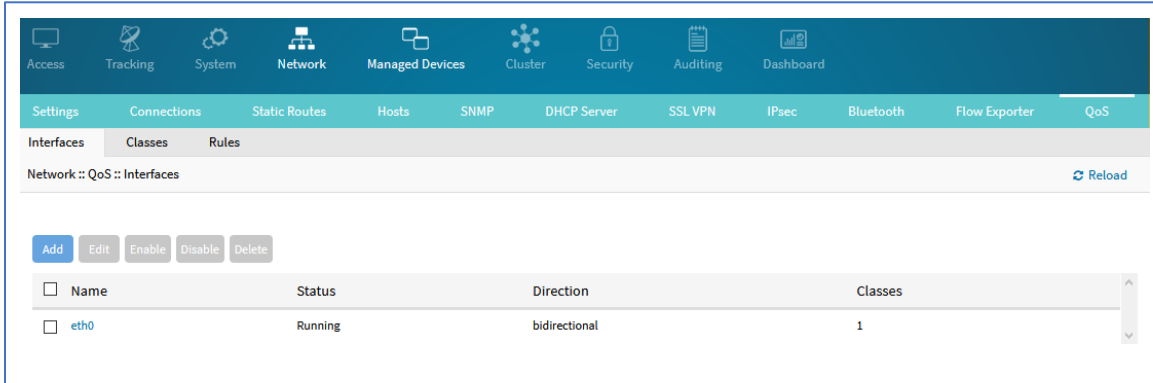 Access Tracking System Network Managed Devices Cluster Security Auditing Dashboard
Settings Connections Static Routes Hosts SNMP DHCP Server SSL VPN IPsec Bluetooth Flow Exporter QoS
Interfaces Classes Rules
Network :: QoS :: Interfaces Reload
Add Edit Enable Disable Delete
Name Status Direction Classes
eth0 Running bidirectional 1